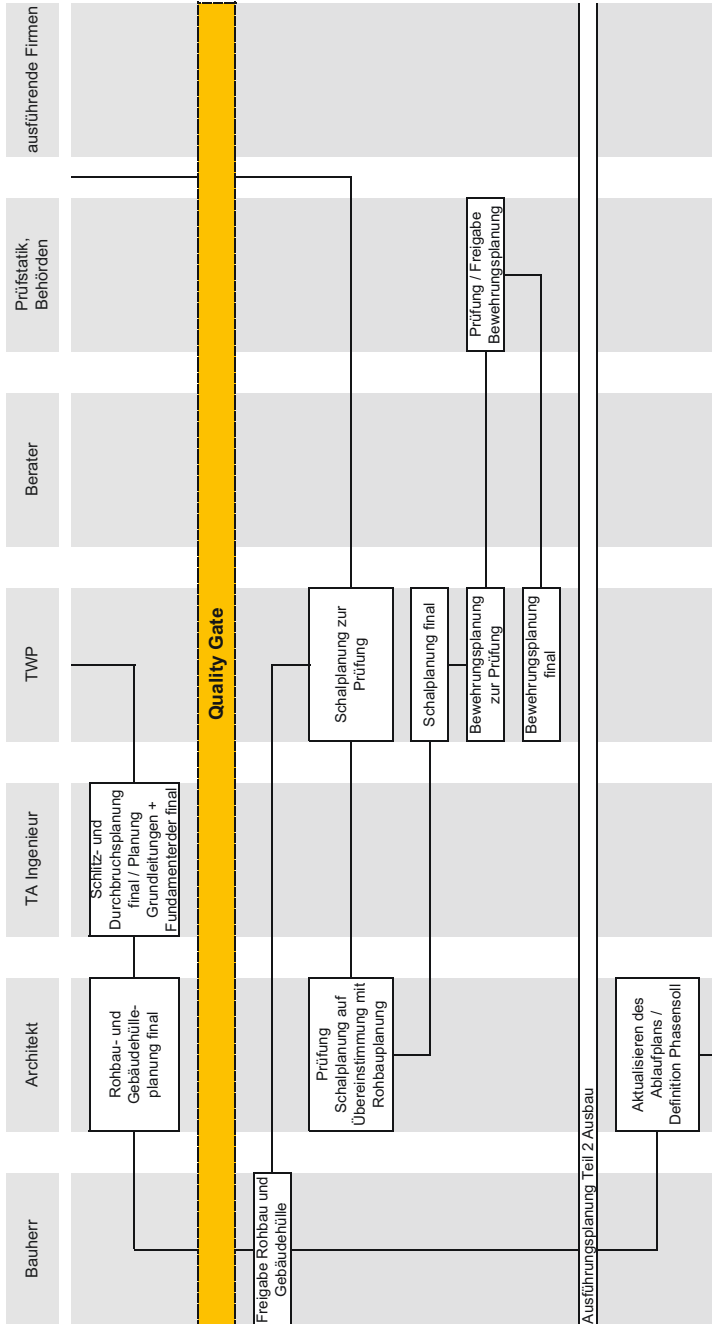 ausführende Firmen
Prüfstatik,
Behörden
Berater
TWP
TA Ingenieur
Architekt
Bauherr
Schlitz- und
Durchbruchsplanung
final / Planung
Grundleitungen +
Fundamenterder final
Rohbau- und
Gebäudehülle-
planung final
Quality Gate
Freigabe Rohbau und
Gebäudehülle
Schalplanung zur
Prüfung
Prüfung
Schalplanung auf
Übereinstimmung mit
Rohbauplanung
Schalplanung final
Prüfung / Freigabe
Bewehrungsplanung
Bewehrungsplanung
zur Prüfung
Bewehrungsplanung
final
Ausführungsplanung Teil 2 Ausbau
Aktualisieren des
Ablaufplans /
Definition Phasensoll